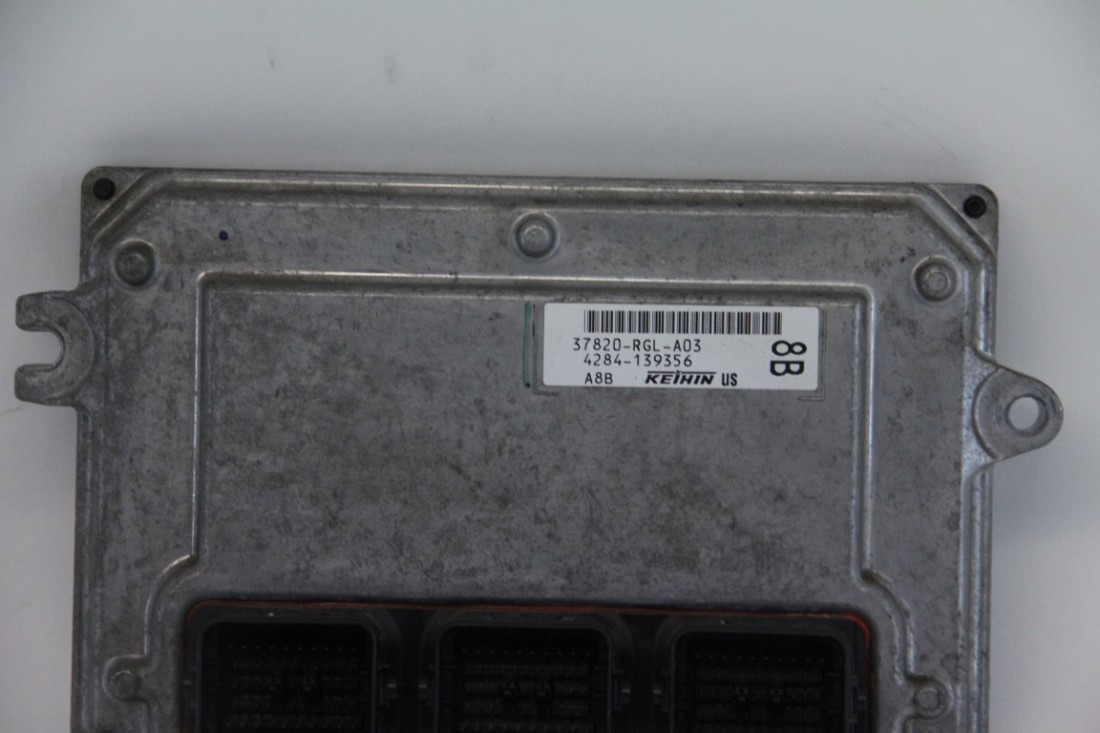 37820-RGL-A03
4284-139356
A8B KEIHIN US
8B